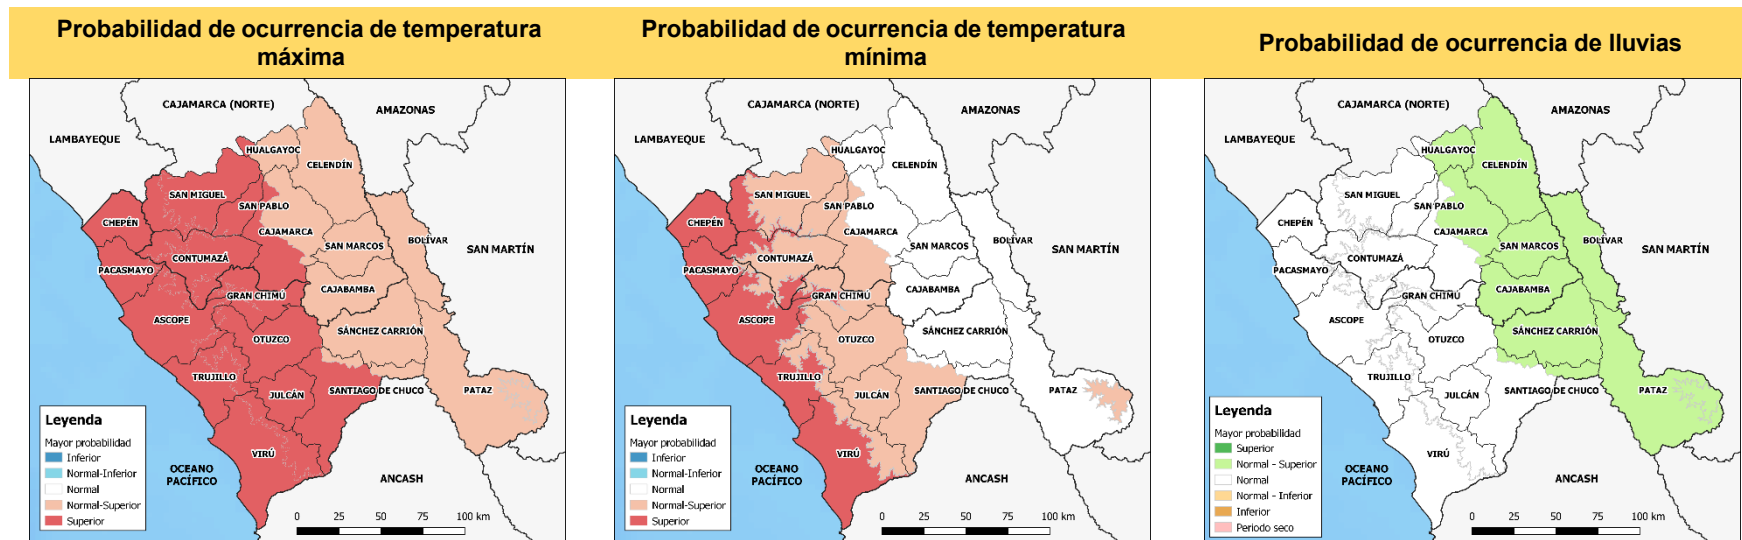 Probabilidad de ocurrencia de temperatura
máxima
CAJAMARCA (NORTE)
AMAZONAS
LAMBAYEQUE
HUALGAYOC
CELENDÍN
SAN MIGUEL
SAN PABLO
CHEPÉN
CAJAMARCA
SAN MARCOS
BOLÍVAR
SAN MARTÍN
CONTUMAZÁ
PACASMAYO
CAJABAMBA
GRAN CHIMÚ
ASCOPE
SÁNCHEZ CARRIÓN
OTUZCO
TRUJILLO
JULCÁN
SANTIAGO DE CHUCO
PATAZ
VIRÚ
OCEANO
PACÍFICO
ANCASH
Leyenda
Mayor probabilidad
Inferior
Normal-Inferior
Normal
Normal-Superior
Superior
0 25 50 75 100 km
Probabilidad de ocurrencia de temperatura
mínima
CAJAMARCA (NORTE)
AMAZONAS
LAMBAYEQUE
HUALGAYOC
CELENDÍN
SAN MIGUEL
SAN PABLO
CHEPÉN
CAJAMARCA
SAN MARCOS
BOLÍVAR
SAN MARTÍN
CONTUMAZÁ
PACASMAYO
CAJABAMBA
GRAN CHIMÚ
ASCOPE
SÁNCHEZ CARRIÓN
OTUZCO
TRUJILLO
JULCÁN
SANTIAGO DE CHUCO
PATAZ
VIRÚ
OCEANO
PACÍFICO
ANCASH
Leyenda
Mayor probabilidad
Inferior
Normal-Inferior
Normal
Normal-Superior
Superior
0 25 50 75 100 km
Probabilidad de ocurrencia de lluvias
CAJAMARCA (NORTE)
AMAZONAS
LAMBAYEQUE
HUALGAYOC
CELENDÍN
SAN MIGUEL
SAN PABLO
CHEPÉN
CAJAMARCA
SAN MARCOS
BOLÍVAR
SAN MARTÍN
CONTUMAZÁ
PACASMAYO
CAJABAMBA
GRAN CHIMÚ
ASCOPE
SÁNCHEZ CARRIÓN
OTUZCO
TRUJILLO
JULCÁN
SANTIAGO DE CHUCO
PATAZ
VIRÚ
OCEANO
PACÍFICO
ANCASH
Leyenda
Mayor probabilidad
Superior
Normal - Superior
Normal
Normal - Inferior
Inferior
Periodo seco
0 25 50 75 100 km